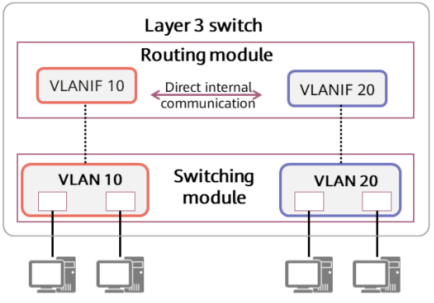 Layer 3 switch
Routing module
VLANIF 10
Direct internal
communication
VLANIF 20
VLAN 10
Switching
module
VLAN 20